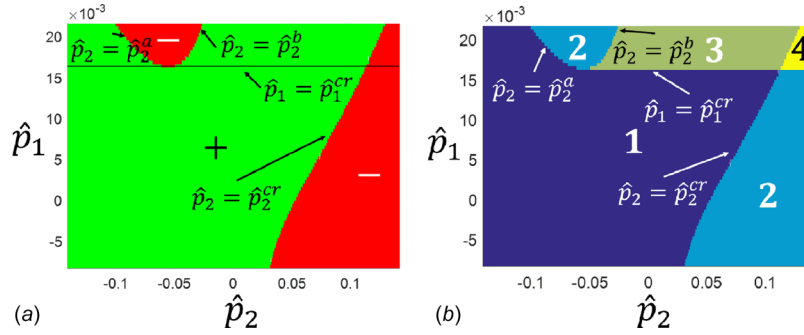 ×10⁻³
20
15
10
5
0
-5
p̂₁
p̂₂ = p̂₂ᵃ
−
p̂₂ = p̂₂ᵇ
p̂₁ = p̂₁ᶜʳ
+
p̂₂ = p̂₂ᶜʳ
−
-0.1 -0.05 0 0.05 0.1
(a) p̂₂
×10⁻³
20
15
10
5
0
-5
p̂₁
2
p̂₂ = p̂₂ᵇ
3
4
p̂₂ = p̂₂ᵃ
p̂₁ = p̂₁ᶜʳ
1
p̂₂ = p̂₂ᶜʳ
2
-0.1 -0.05 0 0.05 0.1
(b) p̂₂